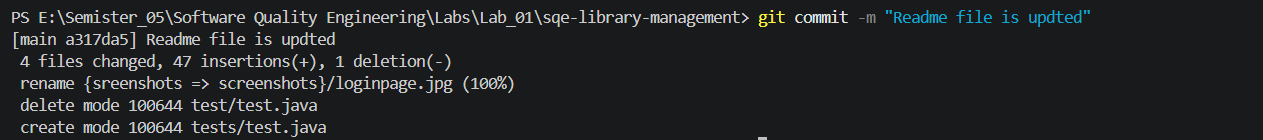 PS E:\Semister_05\Software Quality Engineering\Labs\Lab_01\sqe-library-management> git commit -m "Readme file is updted"
[main a317da5] Readme file is updted
 4 files changed, 47 insertions(+), 1 deletion(-)
 rename {sreenshots => screenshots}/loginpage.jpg (100%)
 delete mode 100644 test/test.java
 create mode 100644 tests/test.java